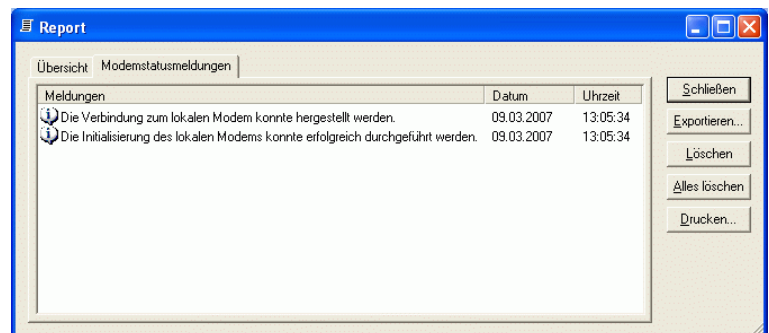 Report
Übersicht Modemstatusmeldungen
Meldungen Datum Uhrzeit
Die Verbindung zum lokalen Modem konnte hergestellt werden. 09.03.2007 13:05:34
Die Initialisierung des lokalen Modems konnte erfolgreich durchgeführt werden. 09.03.2007 13:05:34
Schließen
Exportieren...
Löschen
Alles löschen
Drucken...